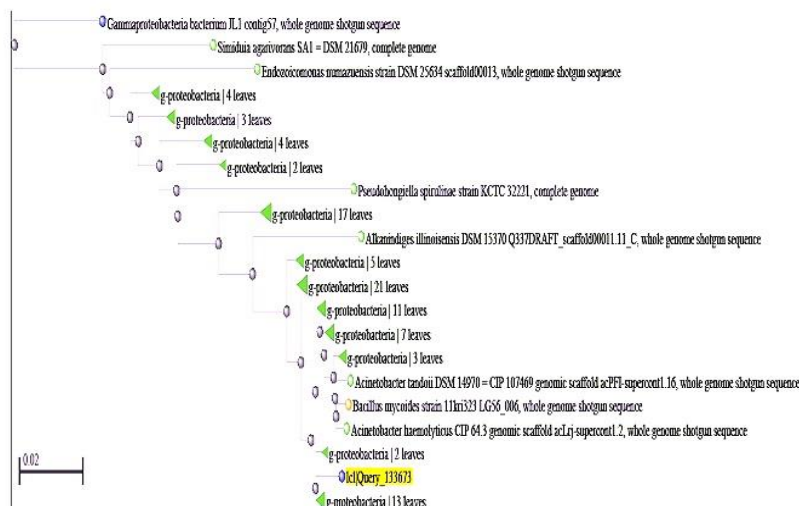 Gammaproteobacteria bacterium JL1 contig57, whole genome shotgun sequence
Simiduia agarivorans SA1 = DSM 21679, complete genome
Endozoicomonas numazuensis strain DSM 25634 scaffold00013, whole genome shotgun sequence
g-proteobacteria | 4 leaves
g-proteobacteria | 3 leaves
g-proteobacteria | 4 leaves
g-proteobacteria | 2 leaves
Pseudohongiella spirulinae strain KCTC 32221, complete genome
g-proteobacteria | 17 leaves
Alkanindiges illinoisensis DSM 15370 Q337DRAFT_scaffold00011.11_C, whole genome shotgun sequence
g-proteobacteria | 5 leaves
g-proteobacteria | 21 leaves
g-proteobacteria | 11 leaves
g-proteobacteria | 7 leaves
g-proteobacteria | 3 leaves
Acinetobacter tandoii DSM 14970 = CIP 107469 genomic scaffold acPFI-supercont1.16, whole genome shotgun sequence
Bacillus mycoides strain 11kri323 LG56_006, whole genome shotgun sequence
Acinetobacter haemolyticus CIP 64.3 genomic scaffold acLrj-supercont1.2, whole genome shotgun sequence
g-proteobacteria | 2 leaves
0.02
lcl|Query_133673
g-proteobacteria | 13 leaves